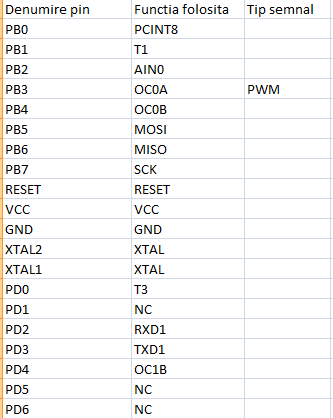 Denumire pin Functia folosita Tip semnal
PB0 PCINT8
PB1 T1
PB2 AIN0
PB3 OC0A PWM
PB4 OC0B
PB5 MOSI
PB6 MISO
PB7 SCK
RESET RESET
VCC VCC
GND GND
XTAL2 XTAL
XTAL1 XTAL
PD0 T3
PD1 NC
PD2 RXD1
PD3 TXD1
PD4 OC1B
PD5 NC
PD6 NC